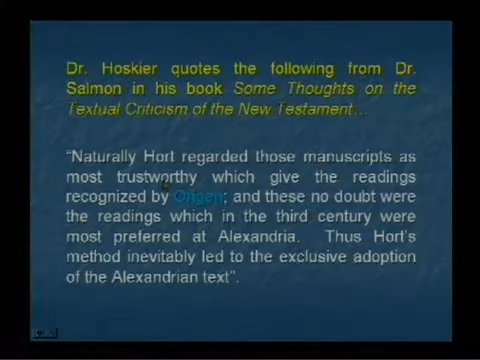 Dr. Hoskier quotes the following from Dr.
Salmon in his book Some Thoughts on the
Textual Criticism of the New Testament…
“Naturally Hort regarded those manuscripts as
most trustworthy which give the readings
recognized by Origen; and these no doubt were
the readings which in the third century were
most preferred at Alexandria. Thus Hort's
method inevitably led to the exclusive adoption
of the Alexandrian text”.